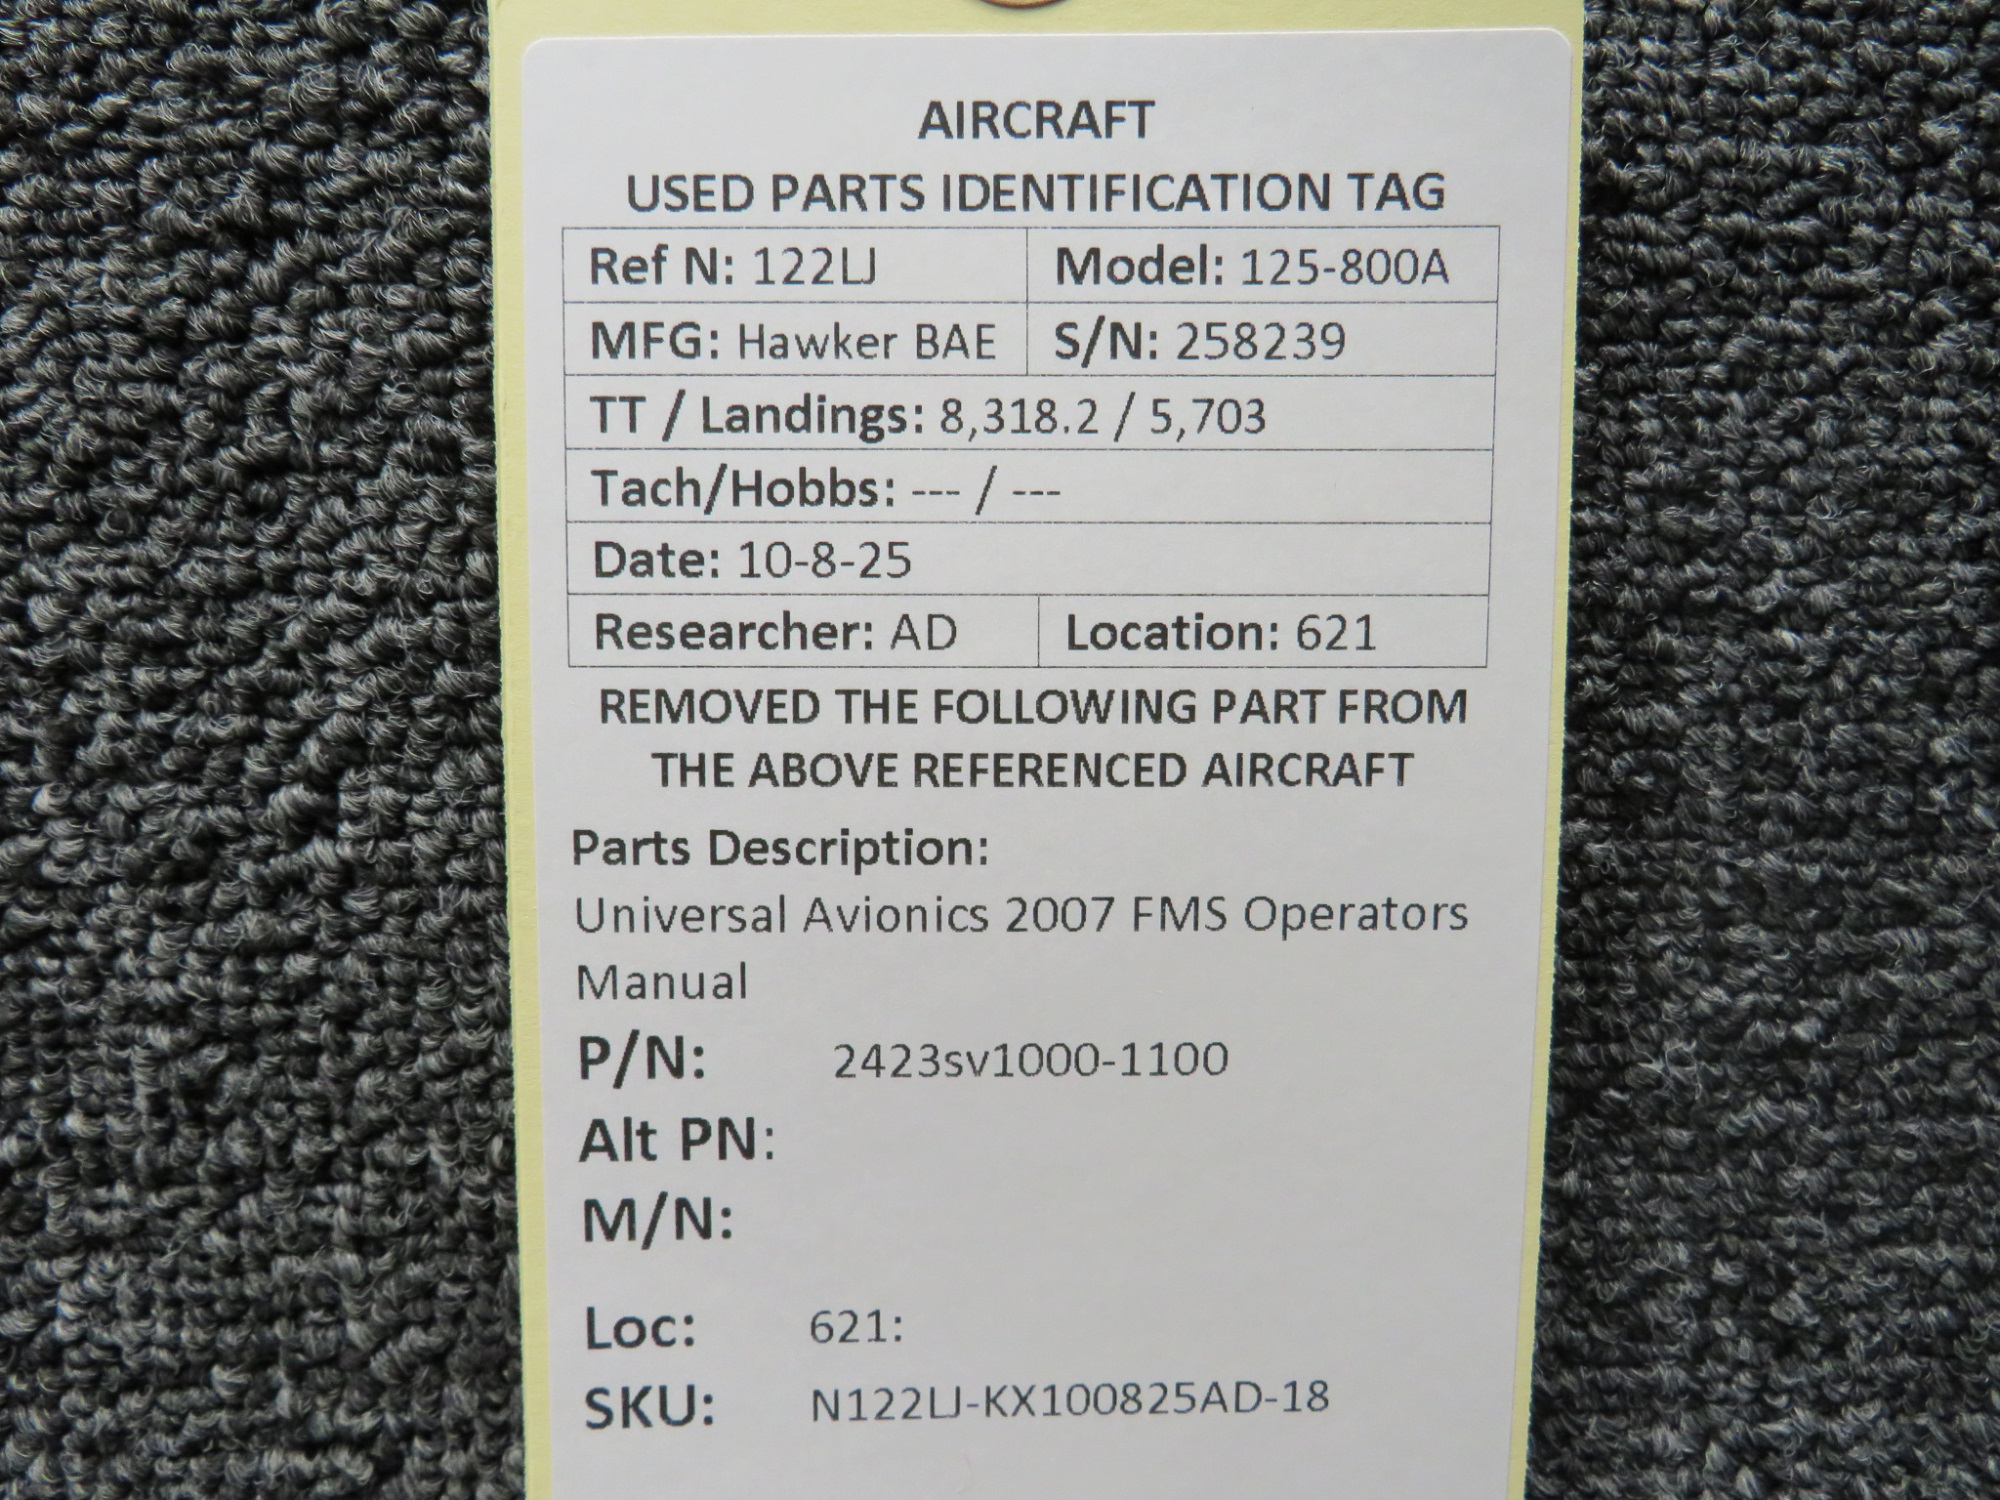 AIRCRAFT
USED PARTS IDENTIFICATION TAG
Ref N: 122LJ Model: 125-800A
MFG: Hawker BAE S/N: 258239
TT / Landings: 8,318.2 / 5,703
Tach/Hobbs: --- / ---
Date: 10-8-25
Researcher: AD Location: 621
REMOVED THE FOLLOWING PART FROM
THE ABOVE REFERENCED AIRCRAFT
Parts Description:
Universal Avionics 2007 FMS Operators
Manual
P/N: 2423sv1000-1100
Alt PN:
M/N:
Loc: 621:
SKU: N122LJ-KX100825AD-18